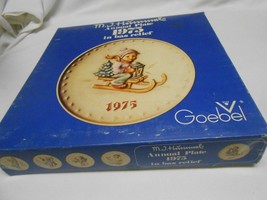 M.J. Hummel
Annual Plate
1975
in bas relief
1975
Goebel
M.J. Hummel
Annual Plate
1975
in bas relief